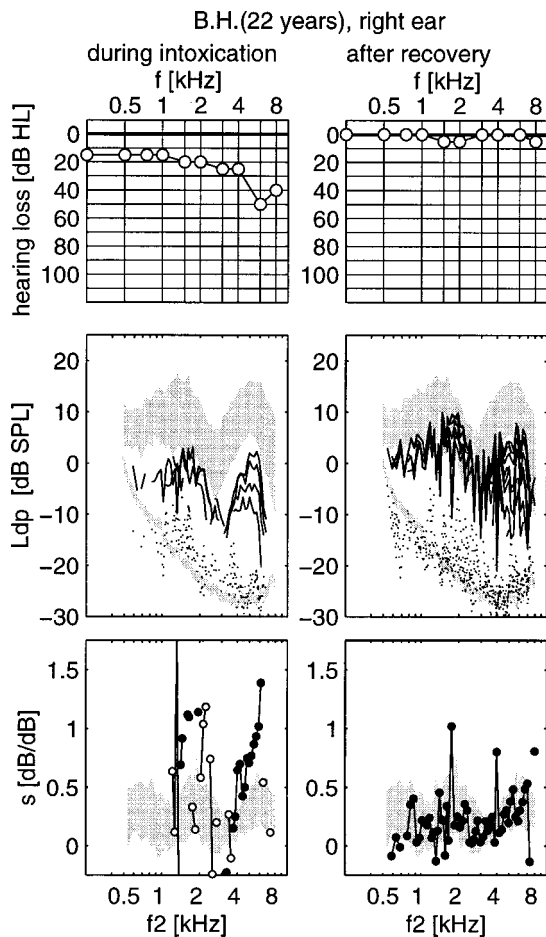 B.H.(22 years), right ear
during intoxication after recovery
f [kHz] f [kHz]
0.5 1 2 4 8 0.5 1 2 4 8
hearing loss [dB HL]
0 0
20 20
40 40
60 60
80 80
100 100
Ldp [dB SPL]
20 20
10 10
0 0
−10 −10
−20 −20
−30 −30
s [dB/dB]
1.5 1.5
1 1
0.5 0.5
0 0
0.5 1 2 4 8 0.5 1 2 4 8
f2 [kHz] f2 [kHz]